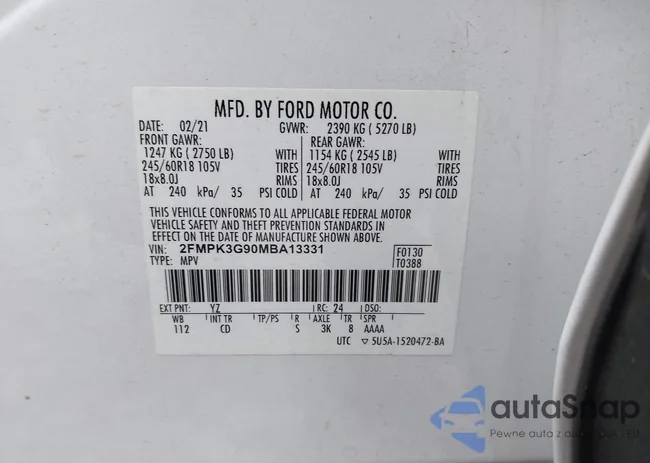 MFD. BY FORD MOTOR CO.
DATE: 02/21 GVWR: 2390 KG ( 5270 LB)
FRONT GAWR: REAR GAWR:
1247 KG ( 2750 LB) WITH 1154 KG ( 2545 LB) WITH
245/60R18 105V TIRES 245/60R18 105V TIRES
18x8.0J RIMS 18x8.0J RIMS
AT 240 kPa/ 35 PSI COLD AT 240 kPa/ 35 PSI COLD
THIS VEHICLE CONFORMS TO ALL APPLICABLE FEDERAL MOTOR
VEHICLE SAFETY AND THEFT PREVENTION STANDARDS IN
EFFECT ON THE DATE OF MANUFACTURE SHOWN ABOVE.
VIN: 2FMPK3G90MBA13331 F0130
TYPE: MPV T0388
EXT PNT: YZ RC: 24 DSO:
WB INT TR TP/PS R AXLE TR SPR
112 CD S 3K 8 AAAA
UTC ▽ 5U5A-1520472-BA
autaSnap
Pewne auta z